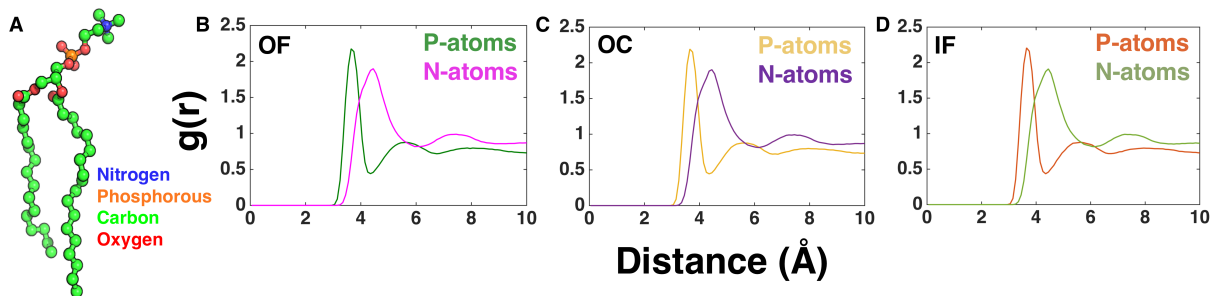 A
Nitrogen
Phosphorous
Carbon
Oxygen
B
OF
P-atoms
N-atoms
g(r)
2.5
2
1.5
1
0.5
0
0 2 4 6 8 10
C
OC
P-atoms
N-atoms
2.5
2
1.5
1
0.5
0
0 2 4 6 8 10
D
IF
P-atoms
N-atoms
2.5
2
1.5
1
0.5
0
0 2 4 6 8 10
Distance (Å)